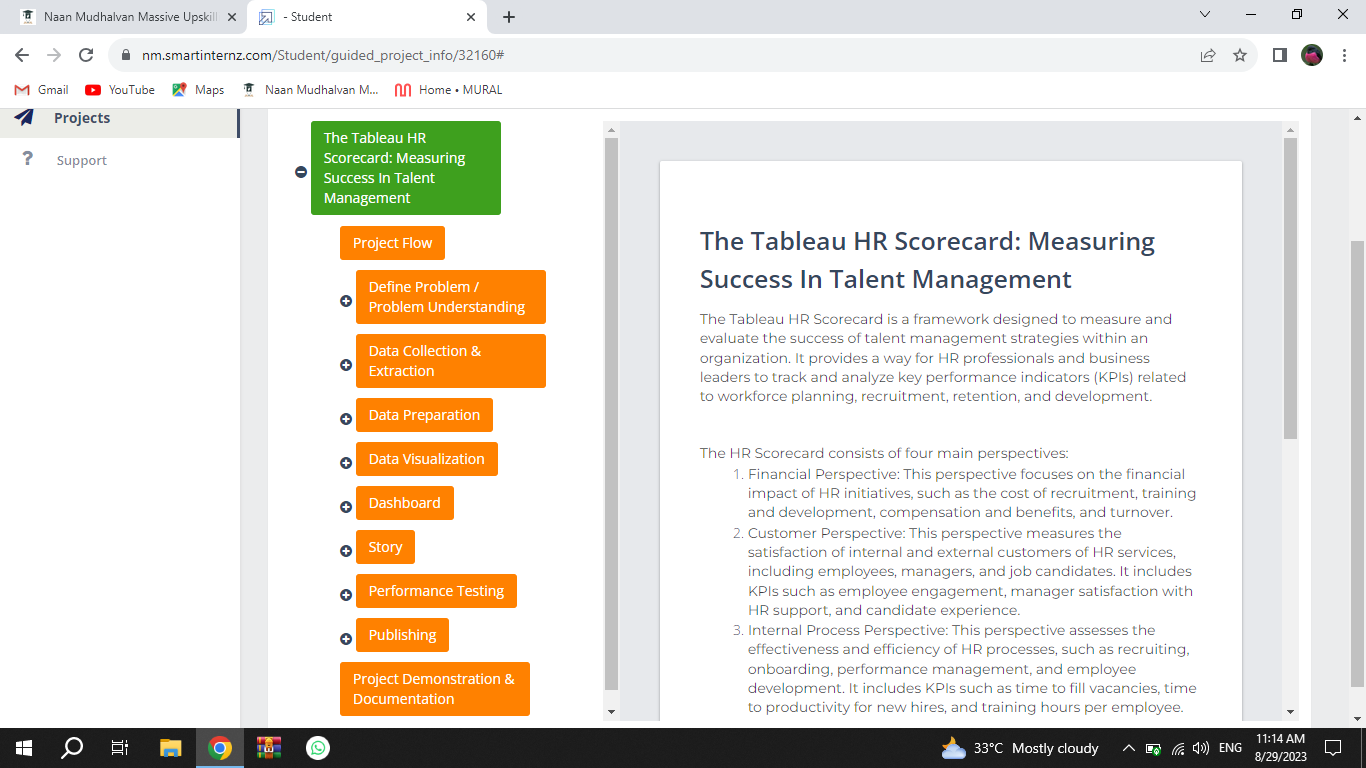 Naan Mudhalvan Massive Upskill
- Student
nm.smartinternz.com/Student/guided_project_info/32160#
Gmail
YouTube
Maps
Naan Mudhalvan M...
Home • MURAL
Projects
? Support
The Tableau HR
Scorecard: Measuring
Success In Talent
Management
Project Flow
Define Problem /
Problem Understanding
Data Collection &
Extraction
Data Preparation
Data Visualization
Dashboard
Story
Performance Testing
Publishing
Project Demonstration &
Documentation
The Tableau HR Scorecard: Measuring
Success In Talent Management
The Tableau HR Scorecard is a framework designed to measure and
evaluate the success of talent management strategies within an
organization. It provides a way for HR professionals and business
leaders to track and analyze key performance indicators (KPIs) related
to workforce planning, recruitment, retention, and development.
The HR Scorecard consists of four main perspectives:
1. Financial Perspective: This perspective focuses on the financial
impact of HR initiatives, such as the cost of recruitment, training
and development, compensation and benefits, and turnover.
2. Customer Perspective: This perspective measures the
satisfaction of internal and external customers of HR services,
including employees, managers, and job candidates. It includes
KPIs such as employee engagement, manager satisfaction with
HR support, and candidate experience.
3. Internal Process Perspective: This perspective assesses the
effectiveness and efficiency of HR processes, such as recruiting,
onboarding, performance management, and employee
development. It includes KPIs such as time to fill vacancies, time
to productivity for new hires, and training hours per employee.
33°C Mostly cloudy
ENG
11:14 AM
8/29/2023